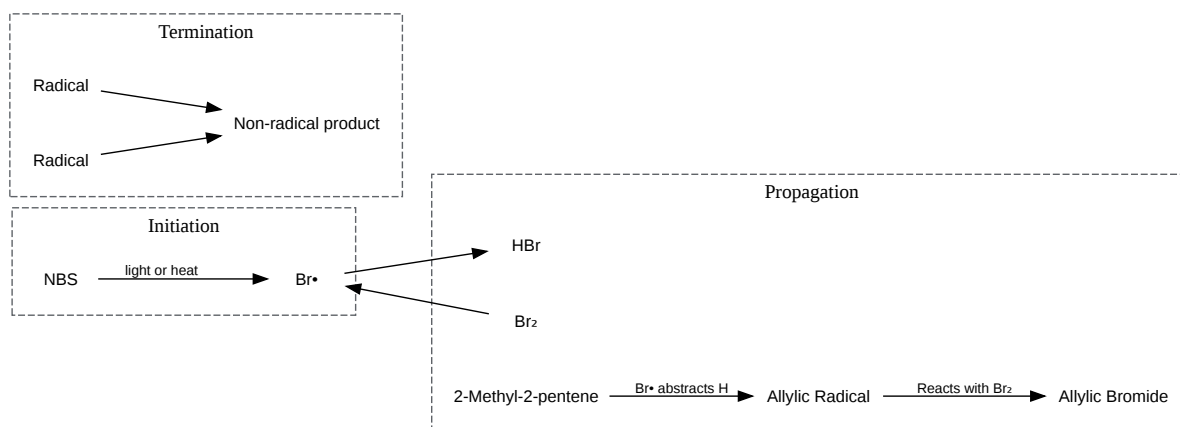 Termination
Radical
Non-radical product
Radical
Initiation
NBS
light or heat
Br•
Propagation
HBr
Br₂
2-Methyl-2-pentene
Br• abstracts H
Allylic Radical
Reacts with Br₂
Allylic Bromide